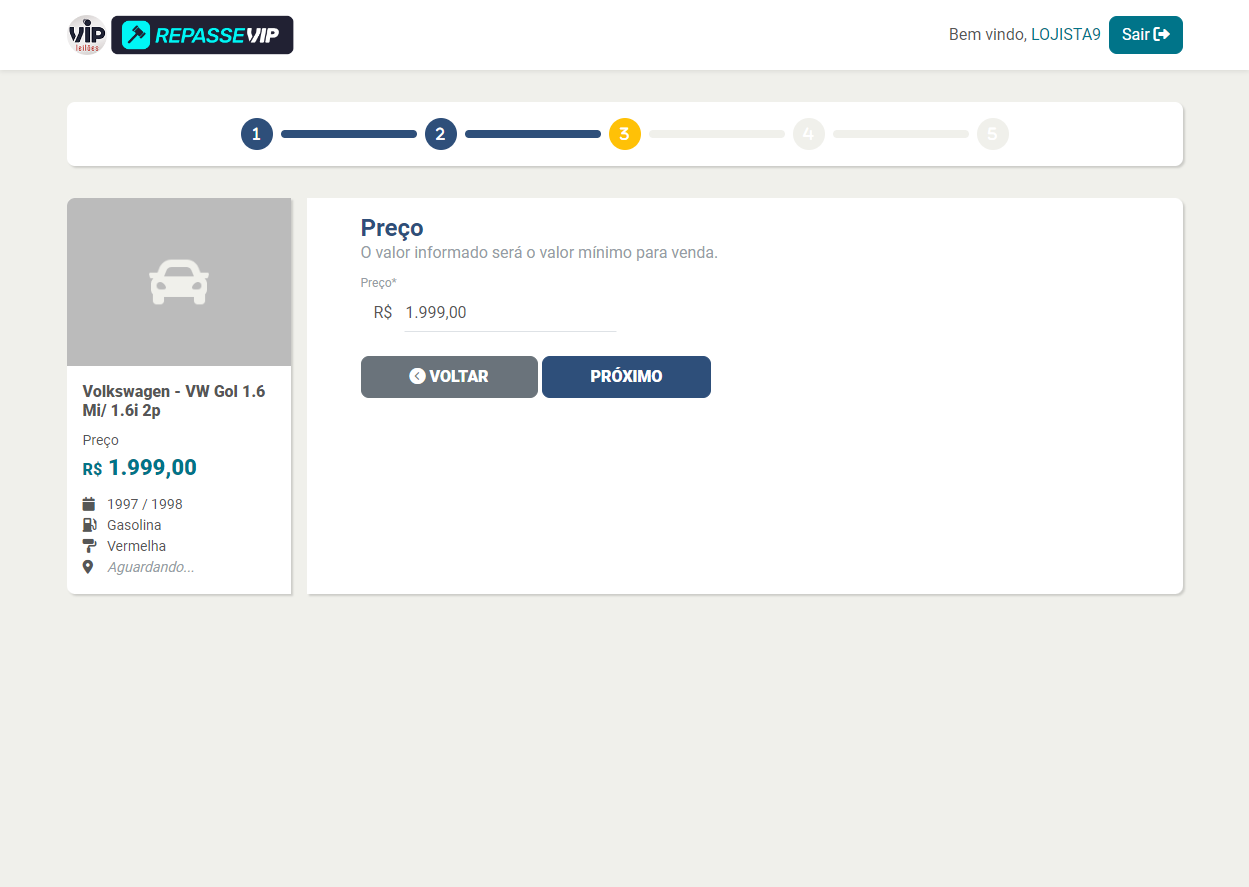 VIP
leilões
REPASSEVIP
Bem vindo, LOJISTA9
Sair
1
2
3
4
5
Volkswagen - VW Gol 1.6
Mi/ 1.6i 2p
Preço
R$ 1.999,00
1997 / 1998
Gasolina
Vermelha
Aguardando...
Preço
O valor informado será o valor mínimo para venda.
Preço*
R$ 1.999,00
VOLTAR
PRÓXIMO